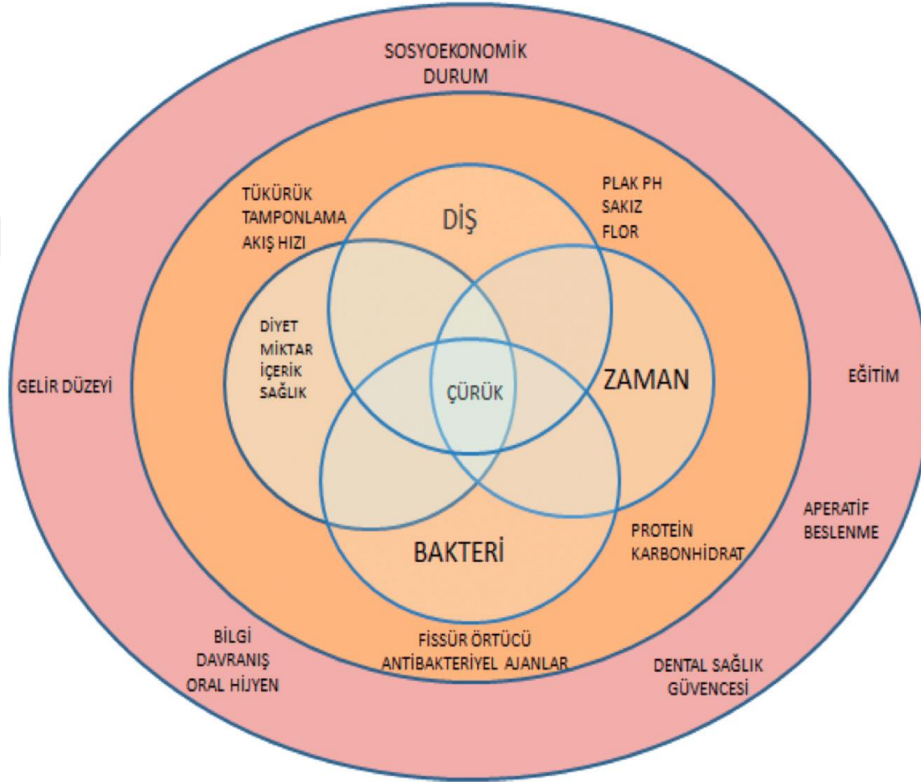 SOSYOEKONOMİK
DURUM
TÜKÜRÜK
TAMPONLAMA
AKIŞ HIZI
PLAK PH
SAKIZ
FLOR
DİŞ
DİYET
MİKTAR
İÇERİK
SAĞLIK
GELİR DÜZEYİ
ÇÜRÜK
ZAMAN
EĞİTİM
BAKTERİ
PROTEİN
KARBONHİDRAT
APERATİF
BESLENME
BİLGİ
DAVRANIŞ
ORAL HİJYEN
FİSSÜR ÖRTÜCÜ
ANTİBAKTERİYEL AJANLAR
DENTAL SAĞLIK
GÜVENCESİ